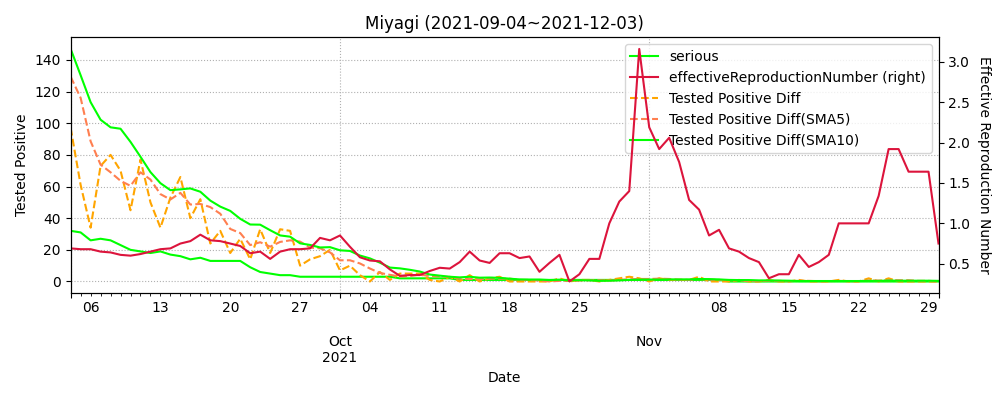 Miyagi (2021-09-04~2021-12-03)
serious
effectiveReproductionNumber (right)
Tested Positive Diff
Tested Positive Diff(SMA5)
Tested Positive Diff(SMA10)
Tested Positive
140
120
100
80
60
40
20
0
3.0
2.5
2.0
1.5
1.0
0.5
Effective Reproduction Number
06 13 20 27 04 11 18 25 08 15 22 29
Oct Nov
2021
Date